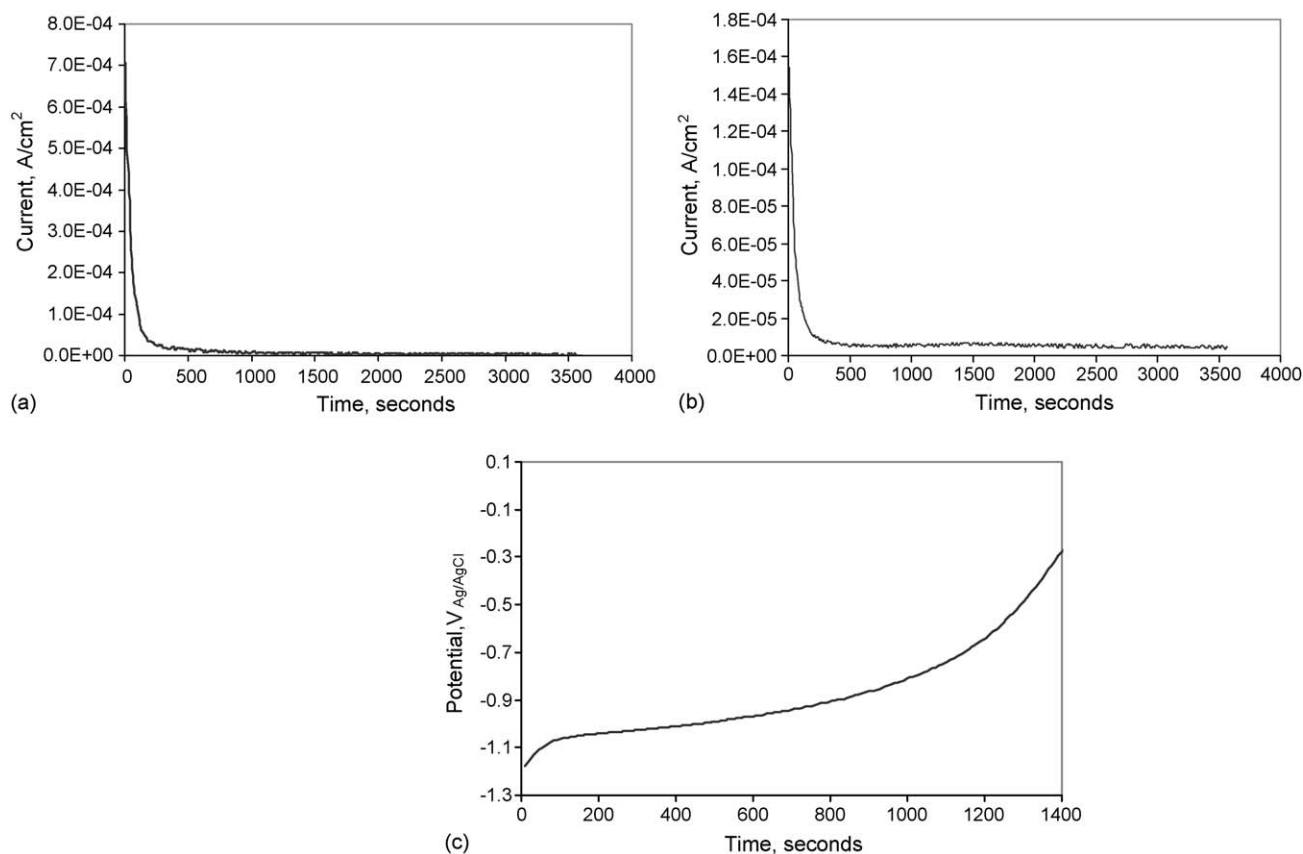 8.0E-04
7.0E-04
6.0E-04
5.0E-04
4.0E-04
3.0E-04
2.0E-04
1.0E-04
0.0E+00
Current, A/cm²
0 500 1000 1500 2000 2500 3000 3500 4000
Time, seconds
(a)
1.8E-04
1.6E-04
1.4E-04
1.2E-04
1.0E-04
8.0E-05
6.0E-05
4.0E-05
2.0E-05
0.0E+00
Current, A/cm²
0 500 1000 1500 2000 2500 3000 3500 4000
Time, seconds
(b)
0.1
-0.1
-0.3
-0.5
-0.7
-0.9
-1.1
-1.3
Potential,V Ag/AgCl
0 200 400 600 800 1000 1200 1400
Time, seconds
(c)